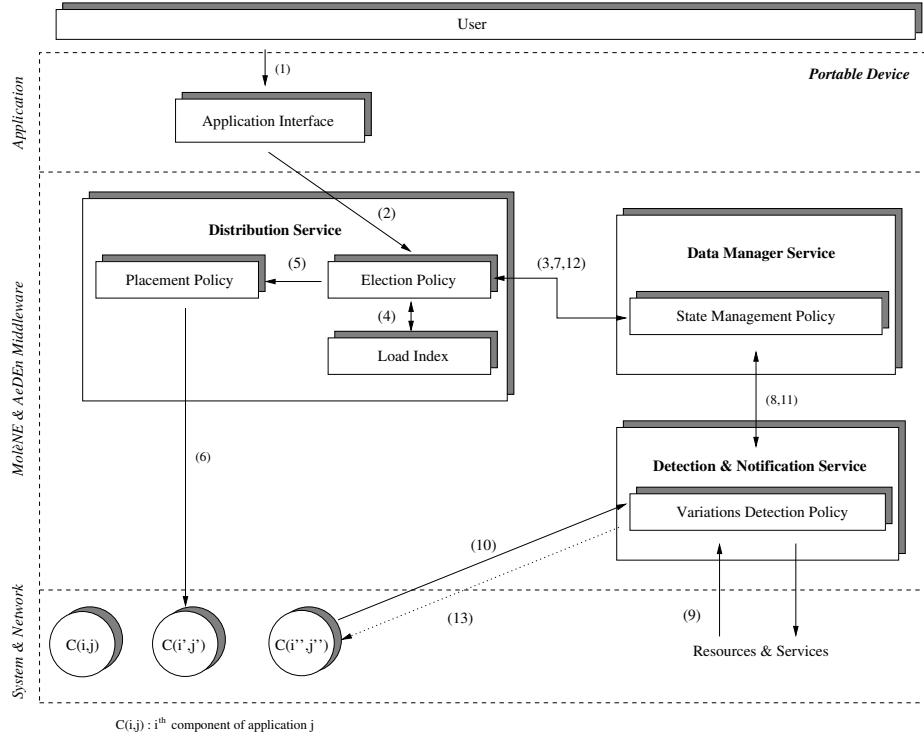 User
(1)
Portable Device
Application
Application Interface
(2)
Distribution Service
Data Manager Service
Placement Policy
(5)
Election Policy
(3,7,12)
State Management Policy
(4)
Load Index
MolèNE & AeDEn Middleware
(8,11)
(6)
Detection & Notification Service
Variations Detection Policy
(10)
(13)
(9)
System & Network
C(i,j)
C(i',j')
C(i'',j'')
Resources & Services
C(i,j) : i th component of application j